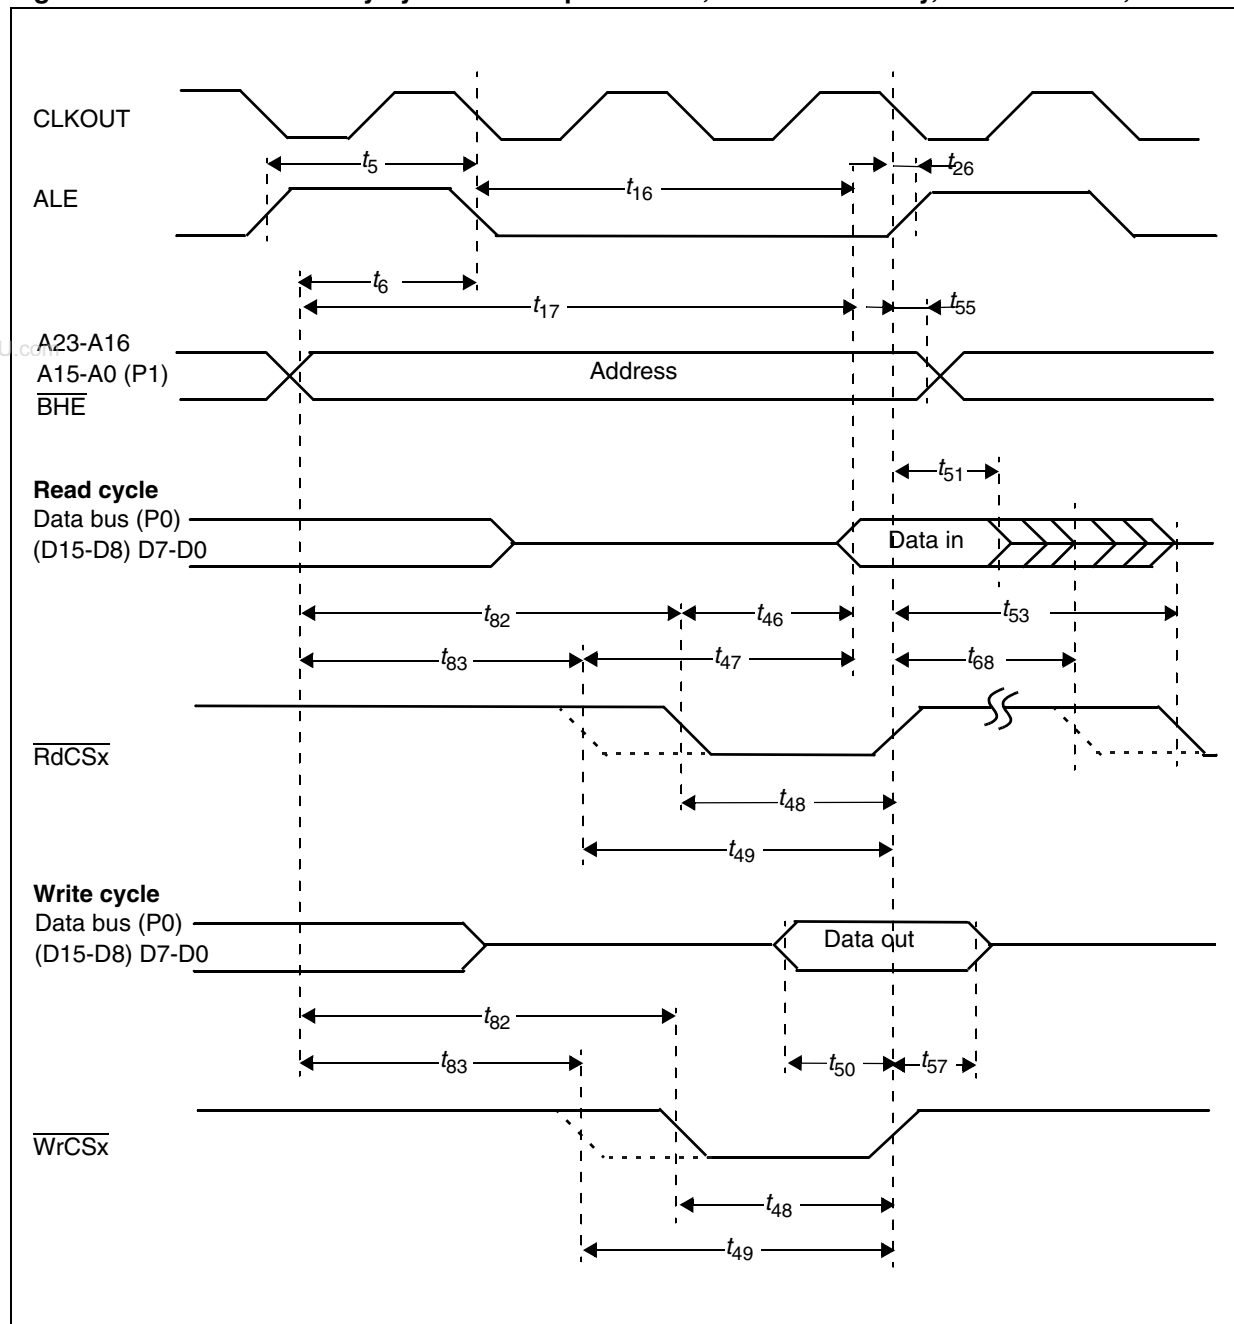 CLKOUT
t5
t26
t16
ALE
t6
t17
t55
U.com
A23-A16
A15-A0 (P1)
Address
BHE
t51
Read cycle
Data bus (P0)
Data in
(D15-D8) D7-D0
t82
t46
t53
t83
t47
t68
RdCSx
t48
t49
Write cycle
Data bus (P0)
Data out
(D15-D8) D7-D0
t82
t83
t50
t57
WrCSx
t48
t49